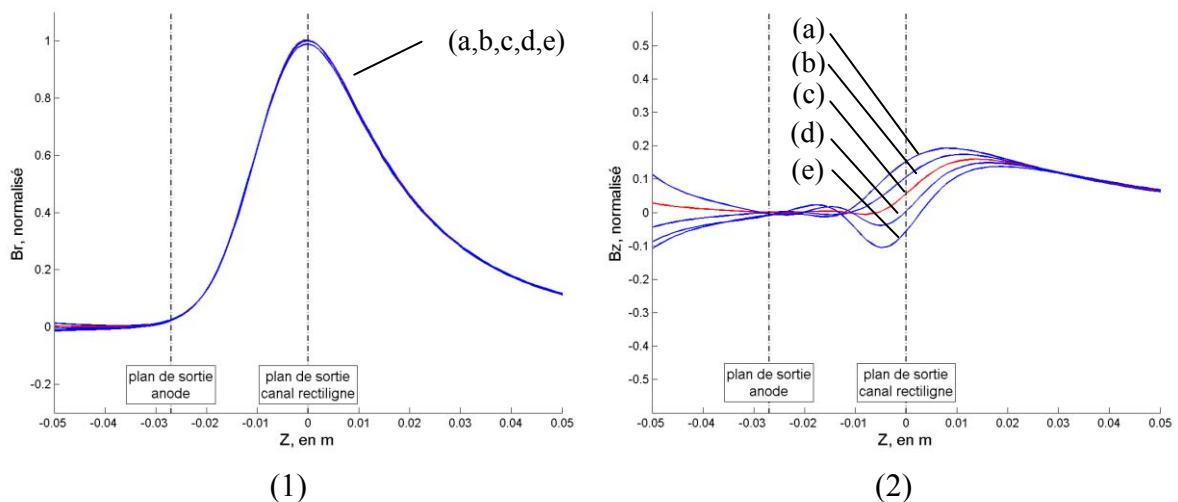 (a,b,c,d,e)
Br, normalisé
1
0.8
0.6
0.4
0.2
0
-0.2
plan de sortie
anode
plan de sortie
canal rectiligne
-0.05 -0.04 -0.03 -0.02 -0.01 0 0.01 0.02 0.03 0.04 0.05
Z, en m
(1)
(a)
(b)
(c)
(d)
(e)
Bz, normalisé
0.5
0.4
0.3
0.2
0.1
0
-0.1
-0.2
-0.3
-0.4
-0.5
plan de sortie
anode
plan de sortie
canal rectiligne
-0.05 -0.04 -0.03 -0.02 -0.01 0 0.01 0.02 0.03 0.04 0.05
Z, en m
(2)